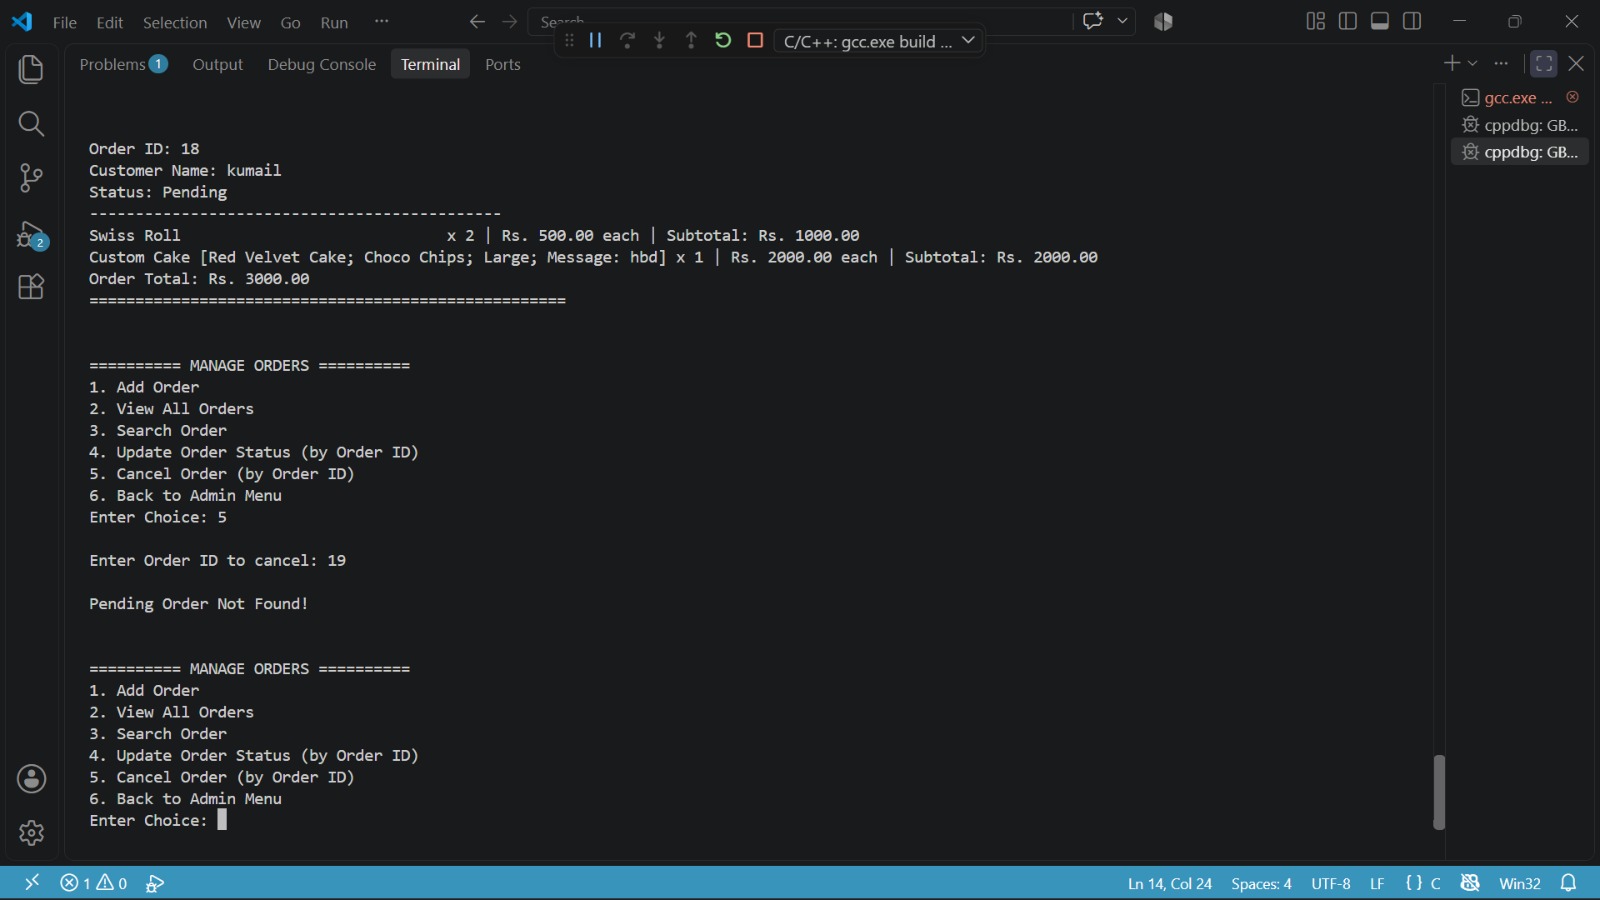 File Edit Selection View Go Run ··· Search
C/C++: gcc.exe build ...
Problems 1 Output Debug Console Terminal Ports
gcc.exe ...
cppdbg: GB...
cppdbg: GB...
2
Order ID: 18
Customer Name: kumail
Status: Pending
---------------------------------------------
Swiss Roll x 2 | Rs. 500.00 each | Subtotal: Rs. 1000.00
Custom Cake [Red Velvet Cake; Choco Chips; Large; Message: hbd] x 1 | Rs. 2000.00 each | Subtotal: Rs. 2000.00
Order Total: Rs. 3000.00
====================================================
========== MANAGE ORDERS ==========
1. Add Order
2. View All Orders
3. Search Order
4. Update Order Status (by Order ID)
5. Cancel Order (by Order ID)
6. Back to Admin Menu
Enter Choice: 5
Enter Order ID to cancel: 19
Pending Order Not Found!
========== MANAGE ORDERS ==========
1. Add Order
2. View All Orders
3. Search Order
4. Update Order Status (by Order ID)
5. Cancel Order (by Order ID)
6. Back to Admin Menu
Enter Choice:
1 0 Ln 14, Col 24 Spaces: 4 UTF-8 LF {} C Win32